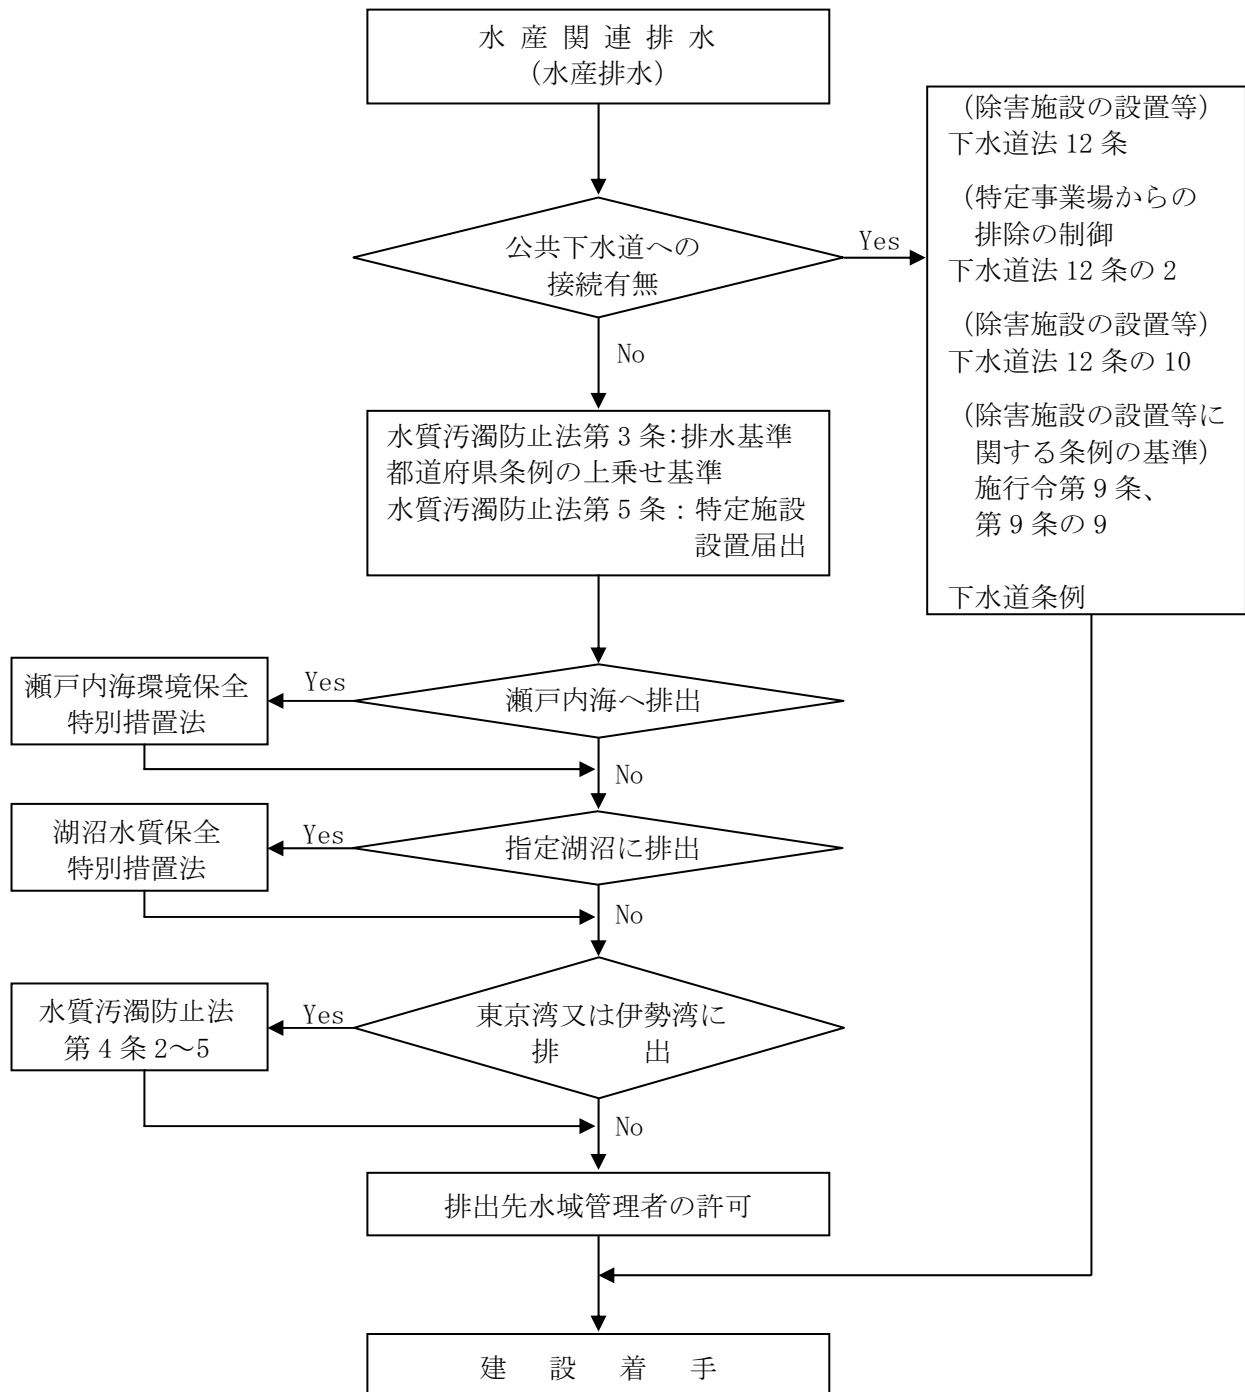 水産関連排水
（水産排水）
公共下水道への
接続有無
Yes
（除害施設の設置等）
下水道法 12 条
（特定事業場からの
排除の制御
下水道法 12 条の 2
（除害施設の設置等）
下水道法 12 条の 10
（除害施設の設置等に
関する条例の基準）
施行令第 9 条、
第 9 条の 9
下水道条例
No
水質汚濁防止法第 3 条:排水基準
都道府県条例の上乗せ基準
水質汚濁防止法第 5 条：特定施設
設置届出
瀬戸内海へ排出
Yes
瀬戸内海環境保全
特別措置法
No
指定湖沼に排出
Yes
湖沼水質保全
特別措置法
No
東京湾又は伊勢湾に
排　　　出
Yes
水質汚濁防止法
第 4 条 2～5
No
排出先水域管理者の許可
建　設　着　手